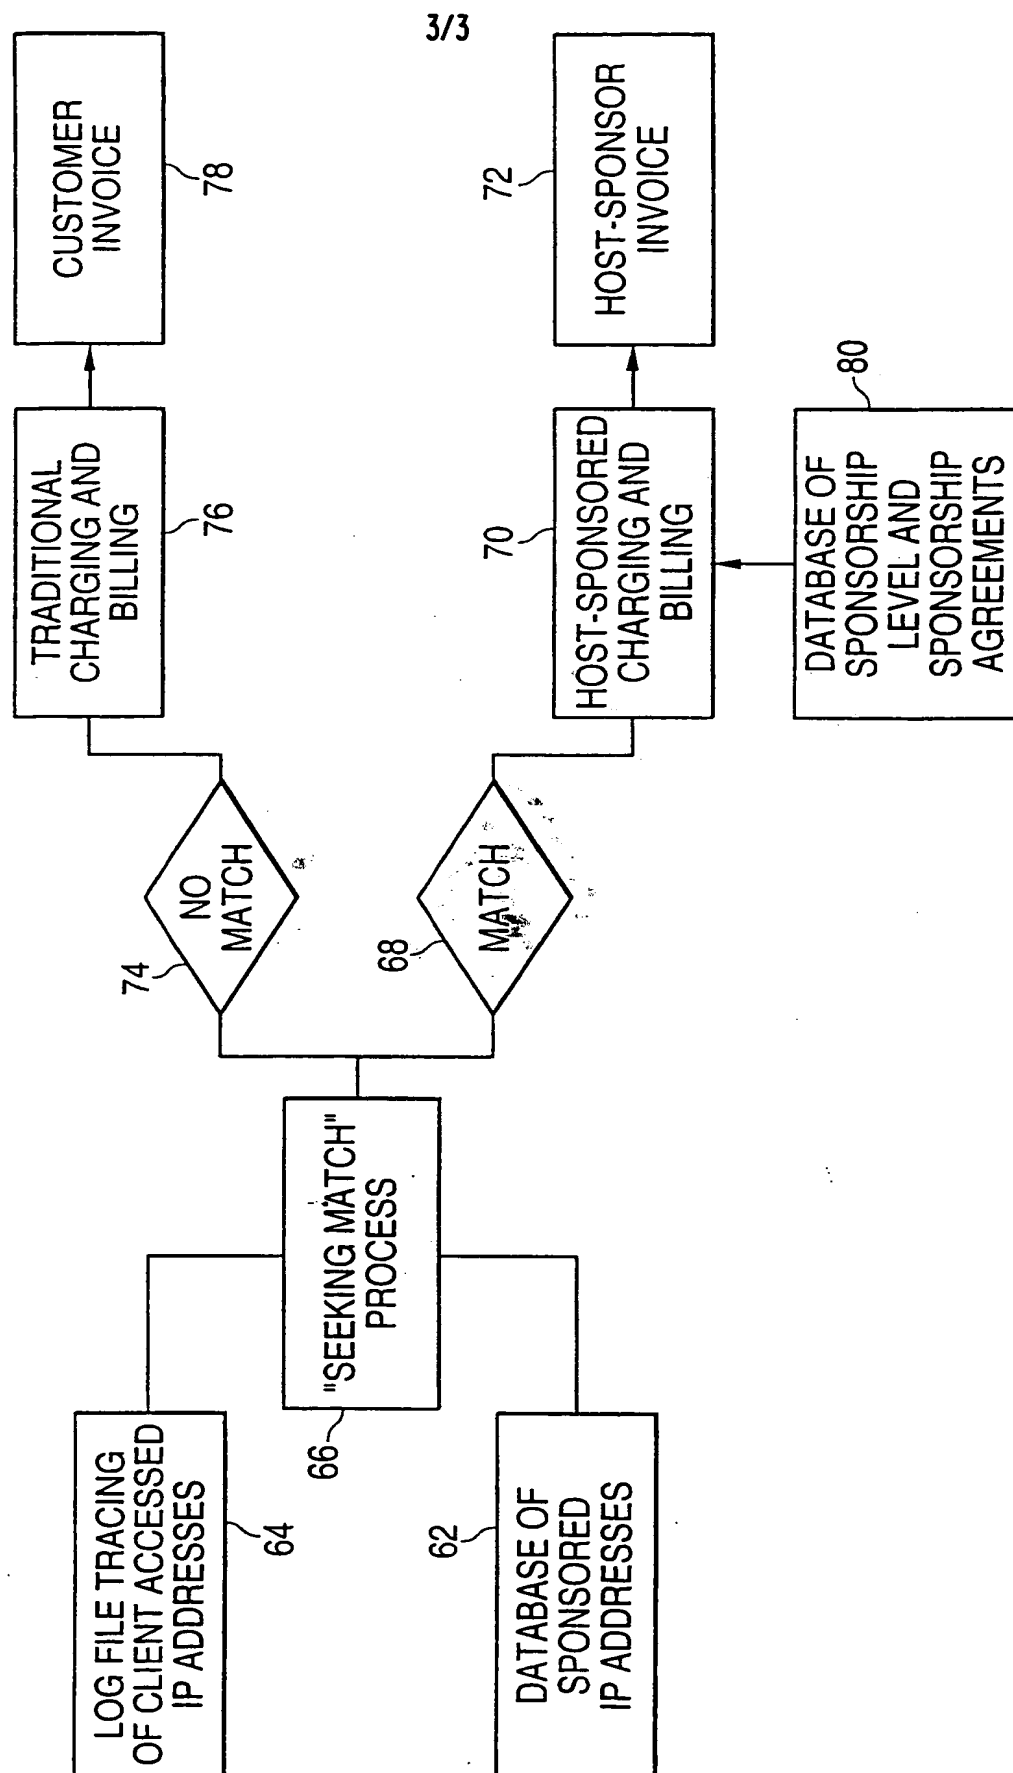 3/3
LOG FILE TRACING
OF CLIENT ACCESSED
IP ADDRESSES
64
DATABASE OF
SPONSORED
IP ADDRESSES
62
"SEEKING MATCH"
PROCESS
66
NO
MATCH
74
MATCH
68
TRADITIONAL
CHARGING AND
BILLING
76
HOST-SPONSORED
CHARGING AND
BILLING
70
DATABASE OF
SPONSORSHIP
LEVEL AND
SPONSORSHIP
AGREEMENTS
80
CUSTOMER
INVOICE
78
HOST-SPONSOR
INVOICE
72